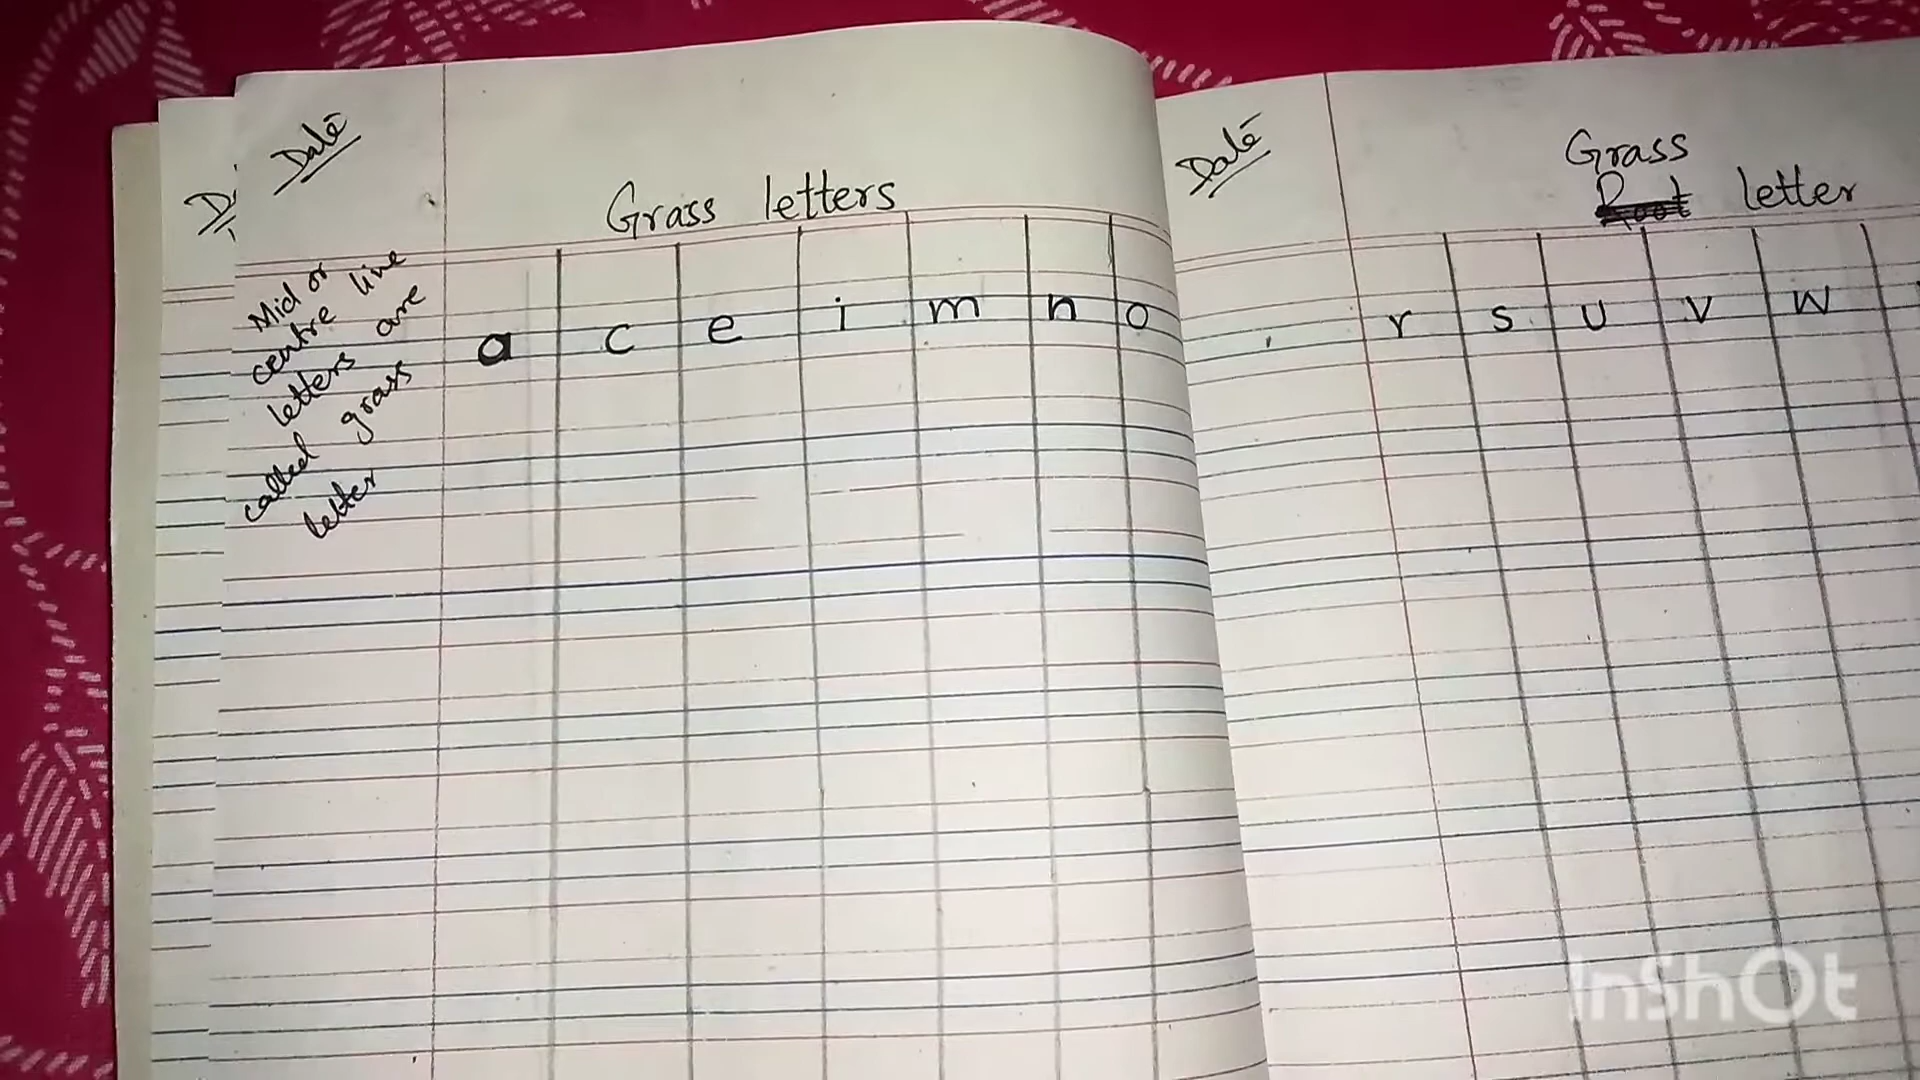 Date
Grass letters
Mid or
centre line
letters are
called grass
letter
a c e i m n o
Date
Grass
Root letter
r s u v w
InShOt